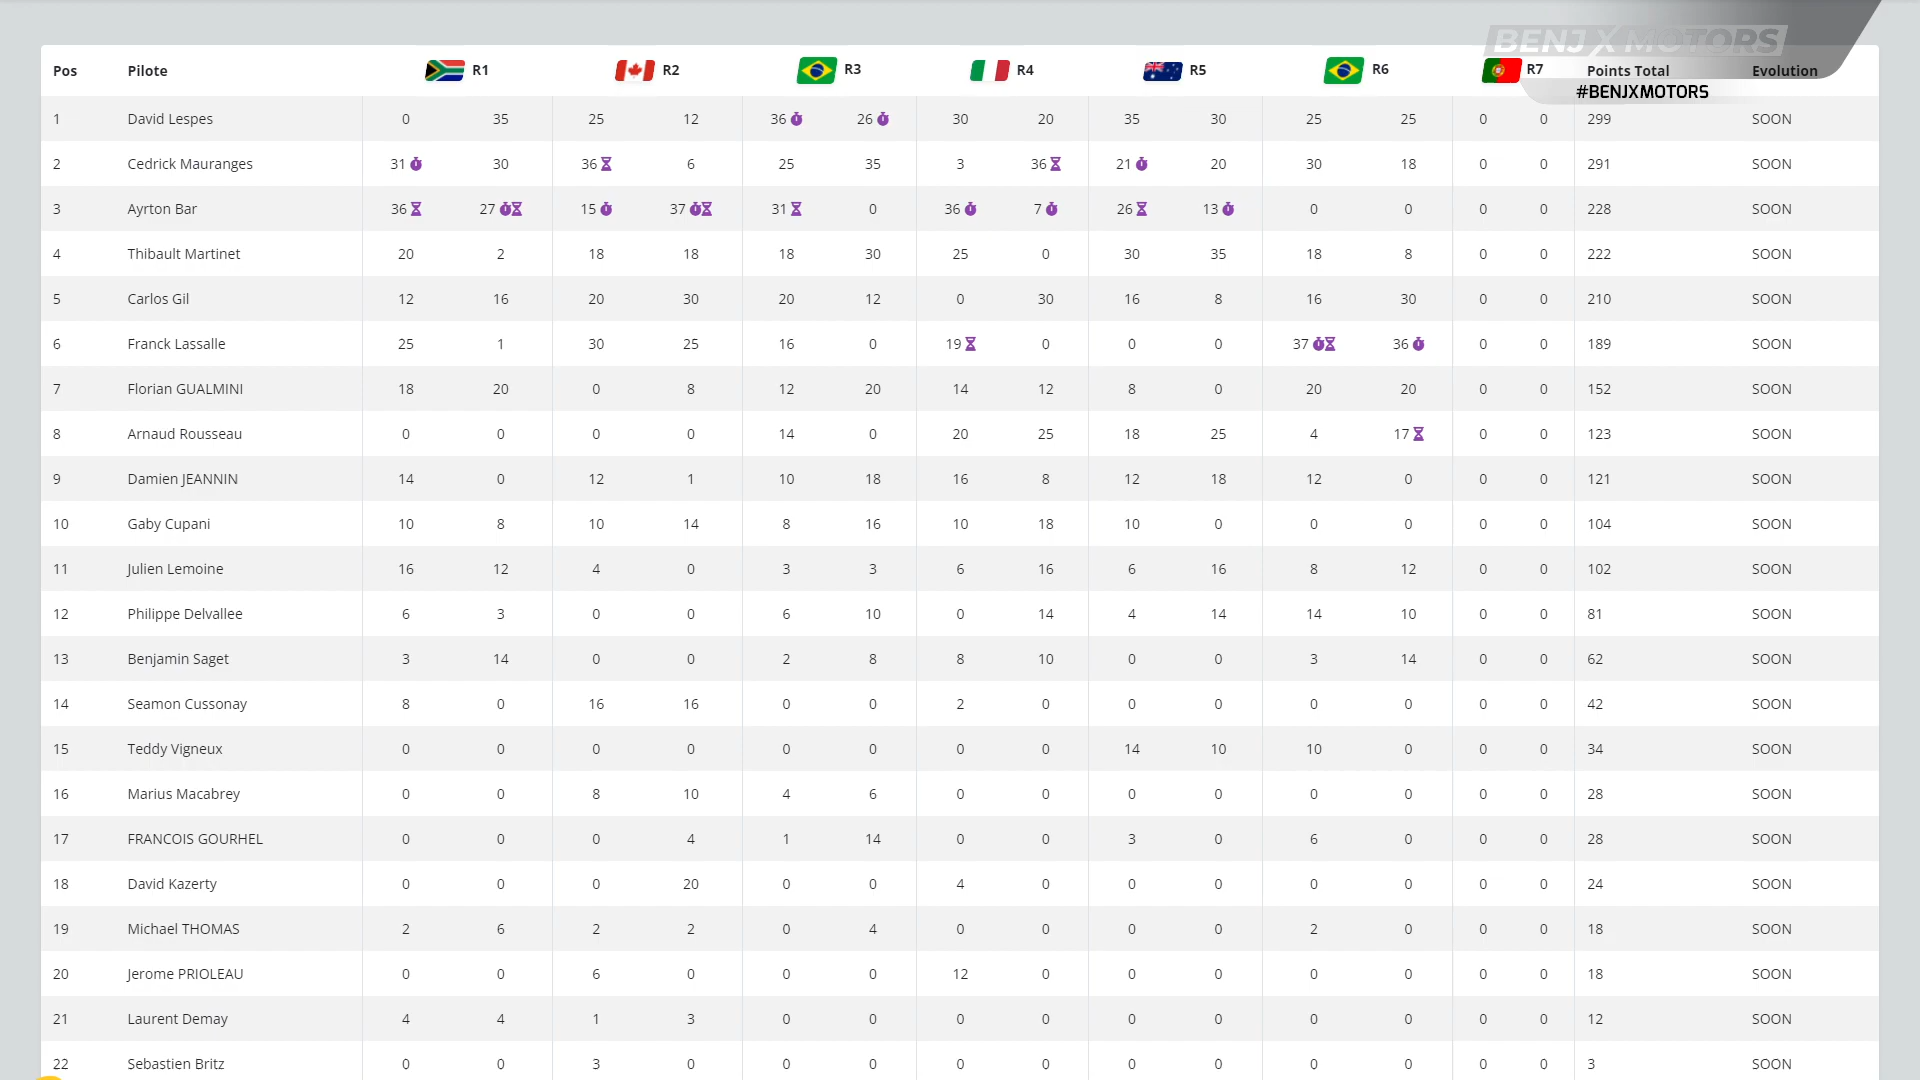 BENJ X MOTORS
Pos Pilote R1 R2 R3 R4 R5 R6 R7 Points Total Evolution
#BENJXMOTORS
1 David Lespes 0 35 25 12 36 26 30 20 35 30 25 25 0 0 299 SOON
2 Cedrick Mauranges 31 30 36 6 25 35 3 36 21 20 30 18 0 0 291 SOON
3 Ayrton Bar 36 27 15 37 31 0 36 7 26 13 0 0 0 0 228 SOON
4 Thibault Martinet 20 2 18 18 18 30 25 0 30 35 18 8 0 0 222 SOON
5 Carlos Gil 12 16 20 30 20 12 0 30 16 8 16 30 0 0 210 SOON
6 Franck Lassalle 25 1 30 25 16 0 19 0 0 0 37 36 0 0 189 SOON
7 Florian GUALMINI 18 20 0 8 12 20 14 12 8 0 20 20 0 0 152 SOON
8 Arnaud Rousseau 0 0 0 0 14 0 20 25 18 25 4 17 0 0 123 SOON
9 Damien JEANNIN 14 0 12 1 10 18 16 8 12 18 12 0 0 0 121 SOON
10 Gaby Cupani 10 8 10 14 8 16 10 18 10 0 0 0 0 0 104 SOON
11 Julien Lemoine 16 12 4 0 3 3 6 16 6 16 8 12 0 0 102 SOON
12 Philippe Delvallee 6 3 0 0 6 10 0 14 4 14 14 10 0 0 81 SOON
13 Benjamin Saget 3 14 0 0 2 8 8 10 0 0 3 14 0 0 62 SOON
14 Seamon Cussonay 8 0 16 16 0 0 2 0 0 0 0 0 0 0 42 SOON
15 Teddy Vigneux 0 0 0 0 0 0 0 0 14 10 10 0 0 0 34 SOON
16 Marius Macabrey 0 0 8 10 4 6 0 0 0 0 0 0 0 0 28 SOON
17 FRANCOIS GOURHEL 0 0 0 4 1 14 0 0 3 0 6 0 0 0 28 SOON
18 David Kazerty 0 0 0 20 0 0 4 0 0 0 0 0 0 0 24 SOON
19 Michael THOMAS 2 6 2 2 0 4 0 0 0 0 2 0 0 0 18 SOON
20 Jerome PRIOLEAU 0 0 6 0 0 0 12 0 0 0 0 0 0 0 18 SOON
21 Laurent Demay 4 4 1 3 0 0 0 0 0 0 0 0 0 0 12 SOON
22 Sebastien Britz 0 0 3 0 0 0 0 0 0 0 0 0 0 0 3 SOON